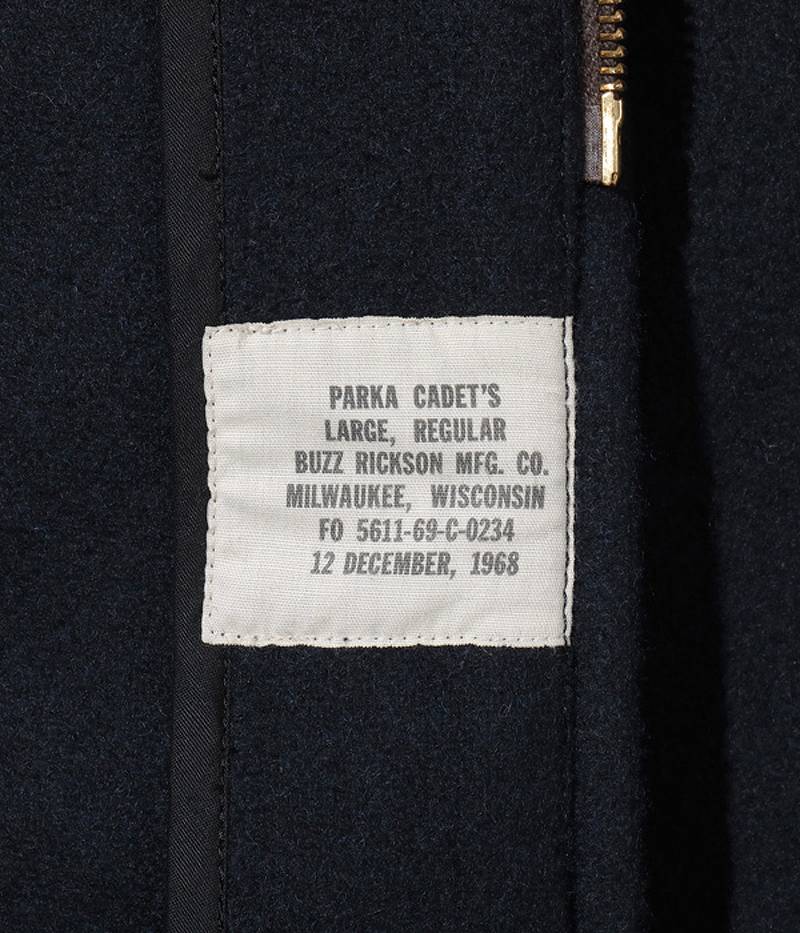 PARKA CADET'S
LARGE, REGULAR
BUZZ RICKSON MFG. CO.
MILWAUKEE, WISCONSIN
FO 5611-69-C-0234
12 DECEMBER, 1968